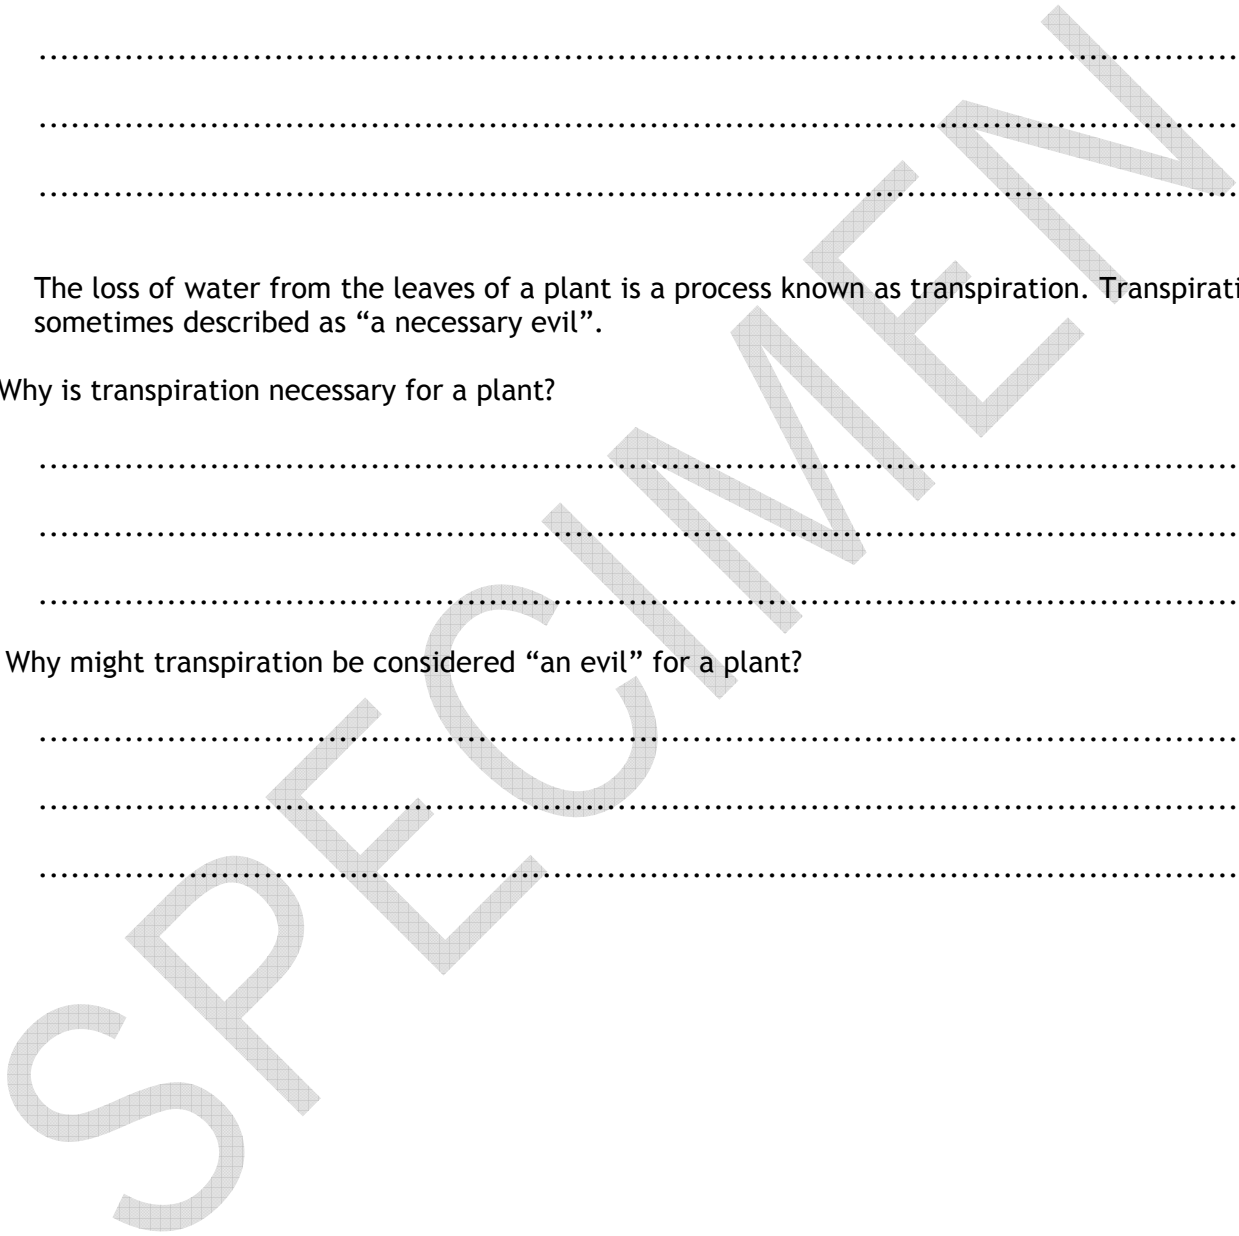 The loss of water from the leaves of a plant is a process known as transpiration. Transpirati
sometimes described as “a necessary evil”.
Why is transpiration necessary for a plant?
Why might transpiration be considered “an evil” for a plant?
SPECIMEN